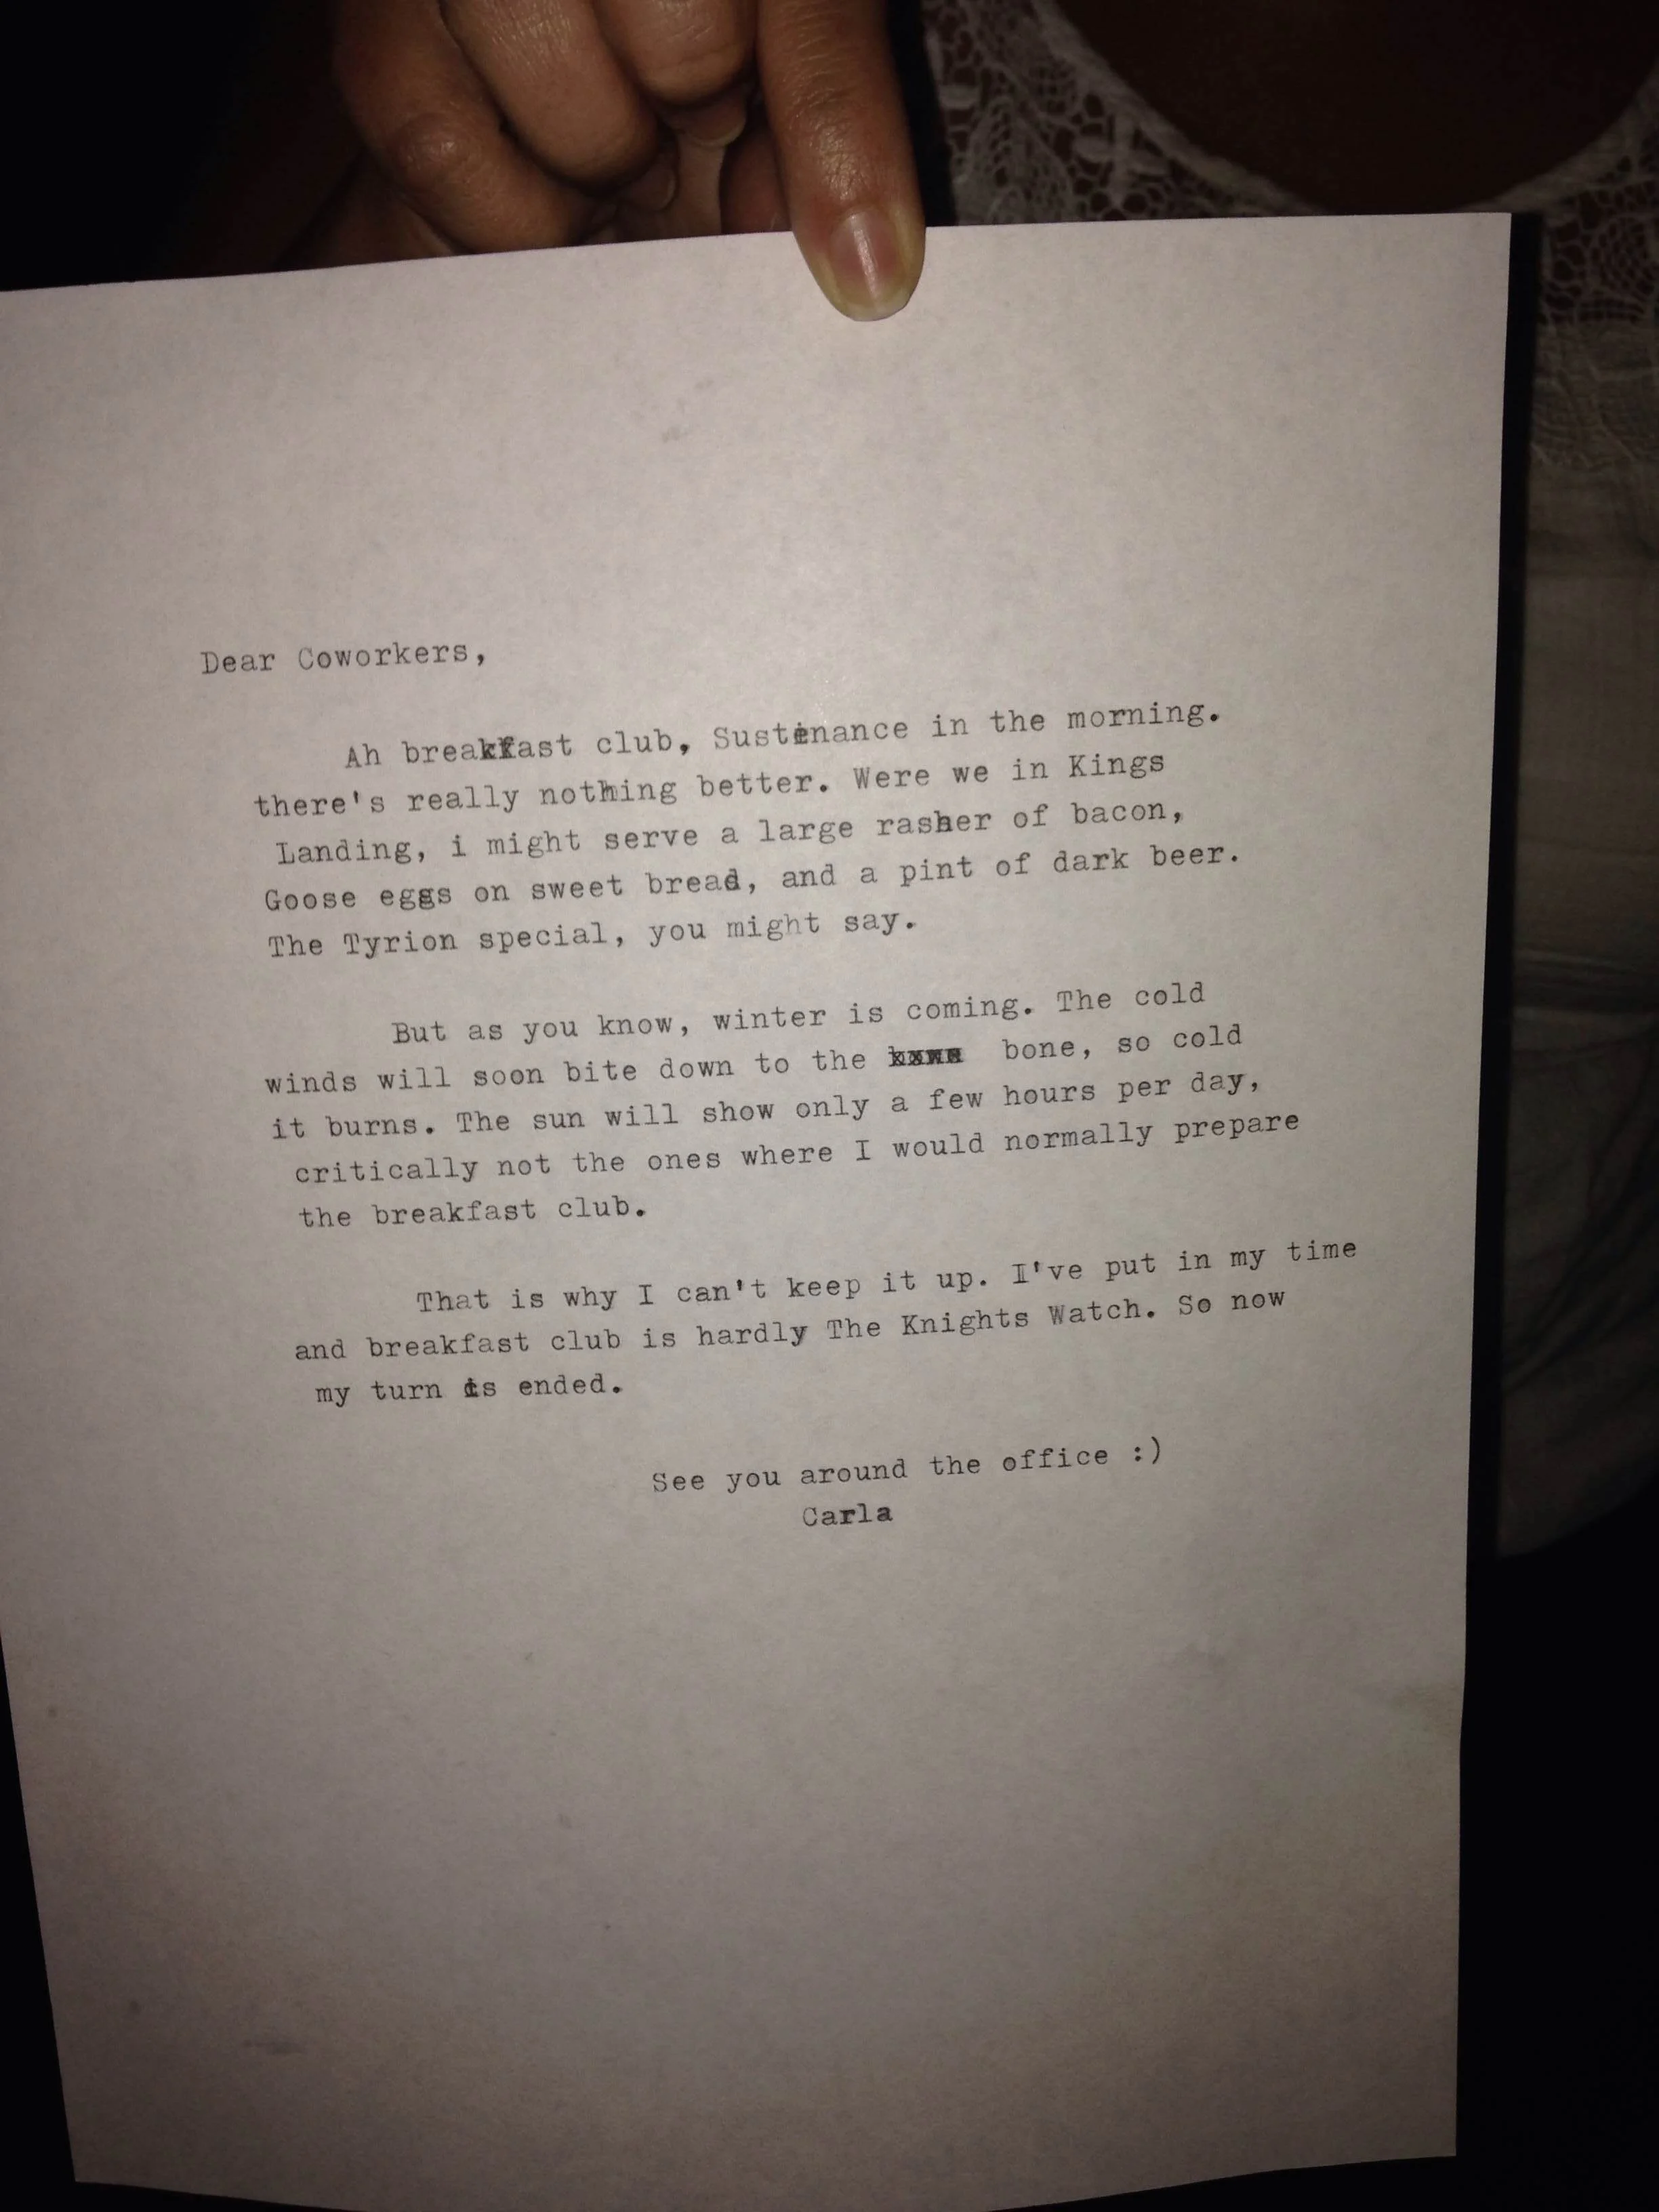 Dear Coworkers,
Ah breakfast club, Sustinance in the morning.
there's really nothing better. Were we in Kings
Landing, i might serve a large rasher of bacon,
Goose eggs on sweet bread, and a pint of dark beer.
The Tyrion special, you might say.
But as you know, winter is coming. The cold
winds will soon bite down to the bone, so cold
it burns. The sun will show only a few hours per day,
critically not the ones where I would normally prepare
the breakfast club.
That is why I can't keep it up. I've put in my time
and breakfast club is hardly The Knights Watch. So now
my turn is ended.
See you around the office :)
Carla